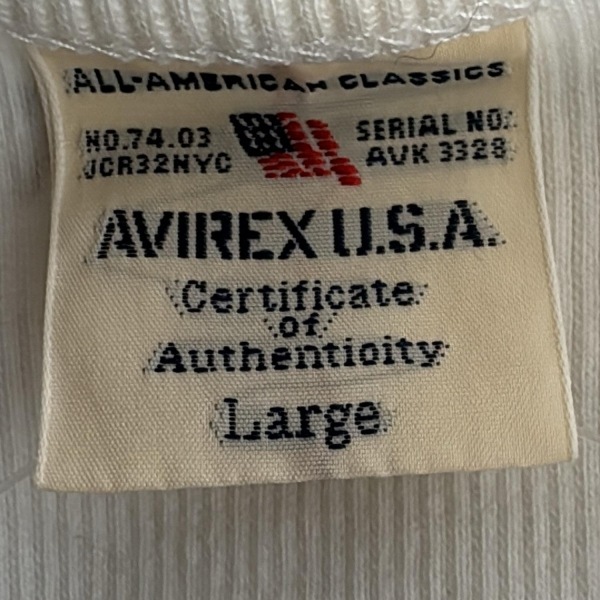 ALL-AMERICAN CLASSICS
NO.74.03
JCR32NYC
SERIAL NO.
AVK 3328
AVIREX U.S.A.
Certificate
of
Authenticity
Large